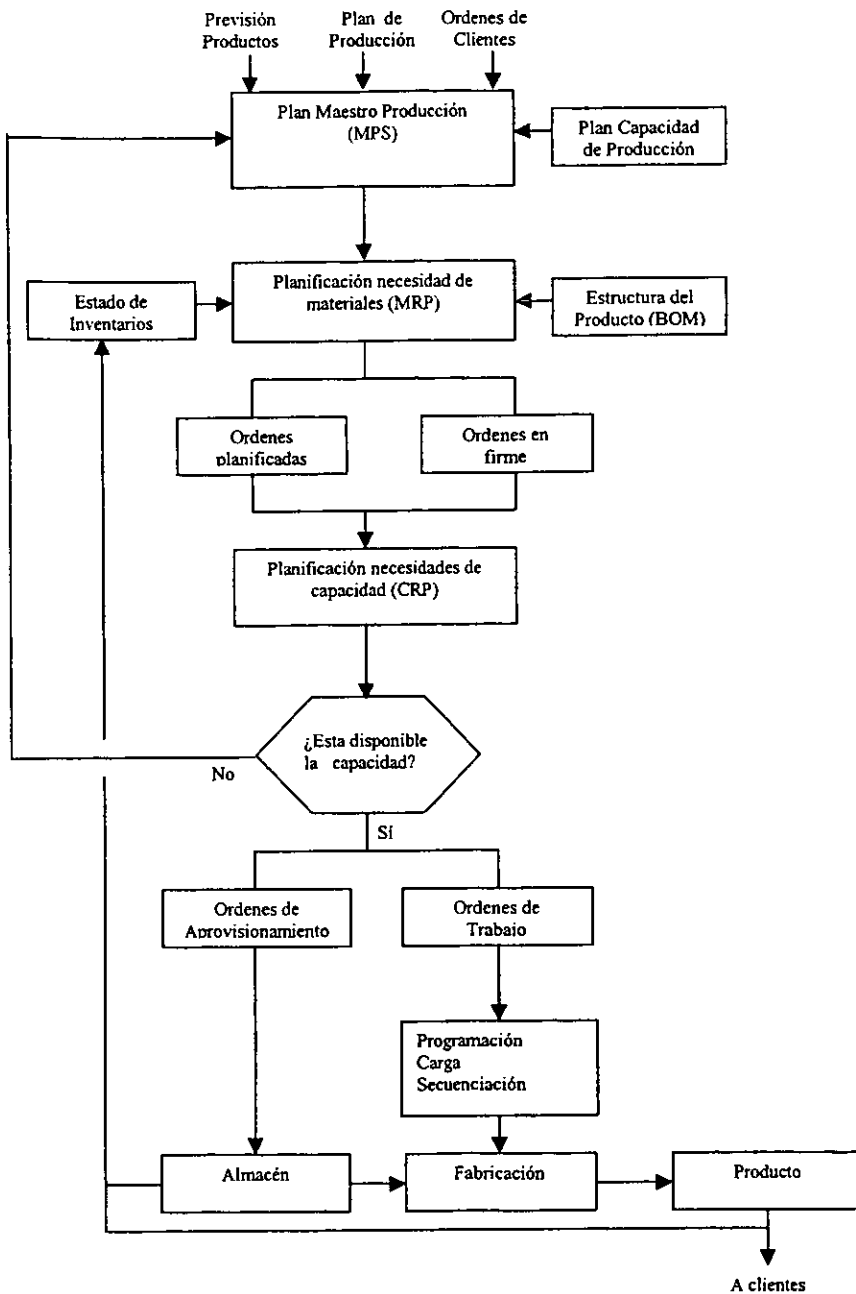 Previsión
Productos
Plan de
Producción
Ordenes de
Clientes
Plan Maestro Producción
(MPS)
Plan Capacidad
de Producción
Estado de
Inventarios
Planificación necesidad de
materiales (MRP)
Estructura del
Producto (BOM)
Ordenes
planificadas
Ordenes en
firme
Planificación necesidades de
capacidad (CRP)
¿Esta disponible
la capacidad?
No
Sí
Ordenes de
Aprovisionamiento
Ordenes de
Trabajo
Programación
Carga
Secuenciación
Almacén
Fabricación
Producto
A clientes